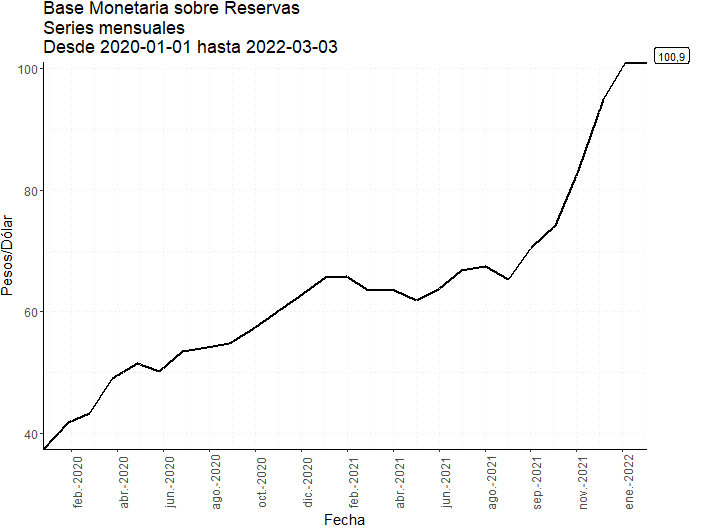 Base Monetaria sobre Reservas
Series mensuales
Desde 2020-01-01 hasta 2022-03-03
100,9
100
80
60
40
Pesos/Dólar
feb.-2020
abr.-2020
jun.-2020
ago.-2020
oct.-2020
dic.-2020
feb.-2021
abr.-2021
jun.-2021
ago.-2021
sep.-2021
nov.-2021
ene.-2022
Fecha